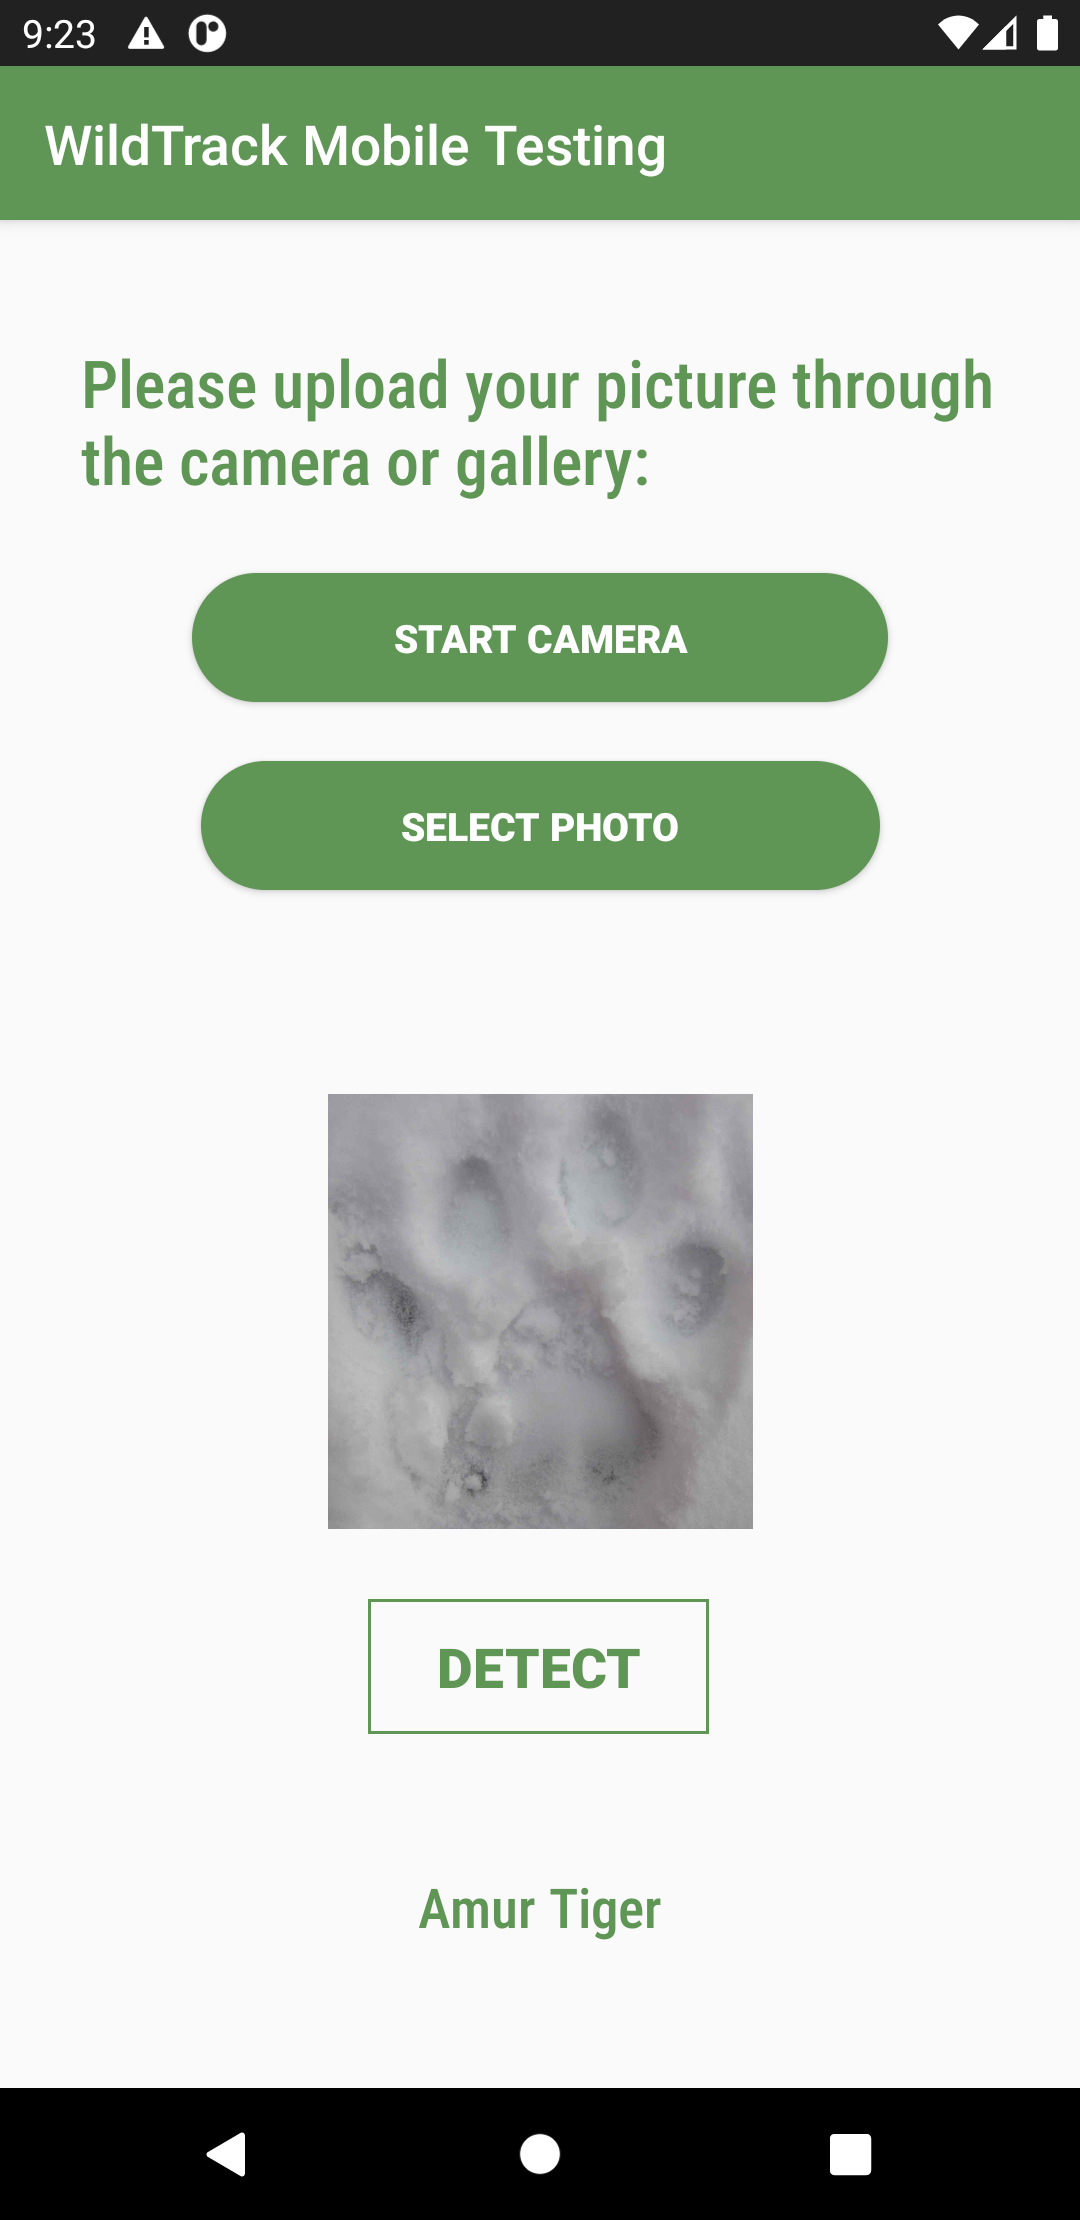 9:23
WildTrack Mobile Testing
Please upload your picture through
the camera or gallery:
START CAMERA
SELECT PHOTO
DETECT
Amur Tiger